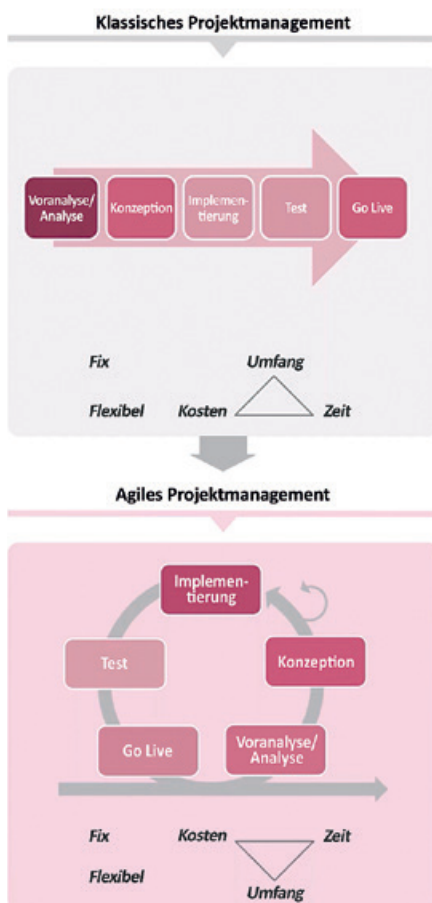 Klassisches Projektmanagement
Voranalyse/
Analyse
Konzeption
Implemen-
tierung
Test
Go Live
Fix
Umfang
Flexibel
Kosten
Zeit
Agiles Projektmanagement
Implemen-
tierung
Test
Konzeption
Go Live
Voranalyse/
Analyse
Fix
Kosten
Zeit
Flexibel
Umfang